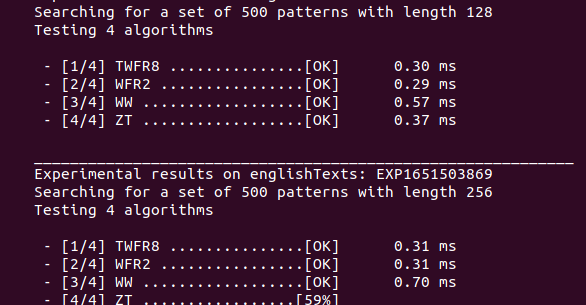 Searching for a set of 500 patterns with length 128
Testing 4 algorithms
- [1/4] TWFR8 ...............[OK] 0.30 ms
- [2/4] WFR2 ................[OK] 0.29 ms
- [3/4] WW ..................[OK] 0.57 ms
- [4/4] ZT ..................[OK] 0.37 ms
____________________________________________________________
Experimental results on englishTexts: EXP1651503869
Searching for a set of 500 patterns with length 256
Testing 4 algorithms
- [1/4] TWFR8 ...............[OK] 0.31 ms
- [2/4] WFR2 ................[OK] 0.31 ms
- [3/4] WW ..................[OK] 0.70 ms
- [4/4] ZT .................[59%]